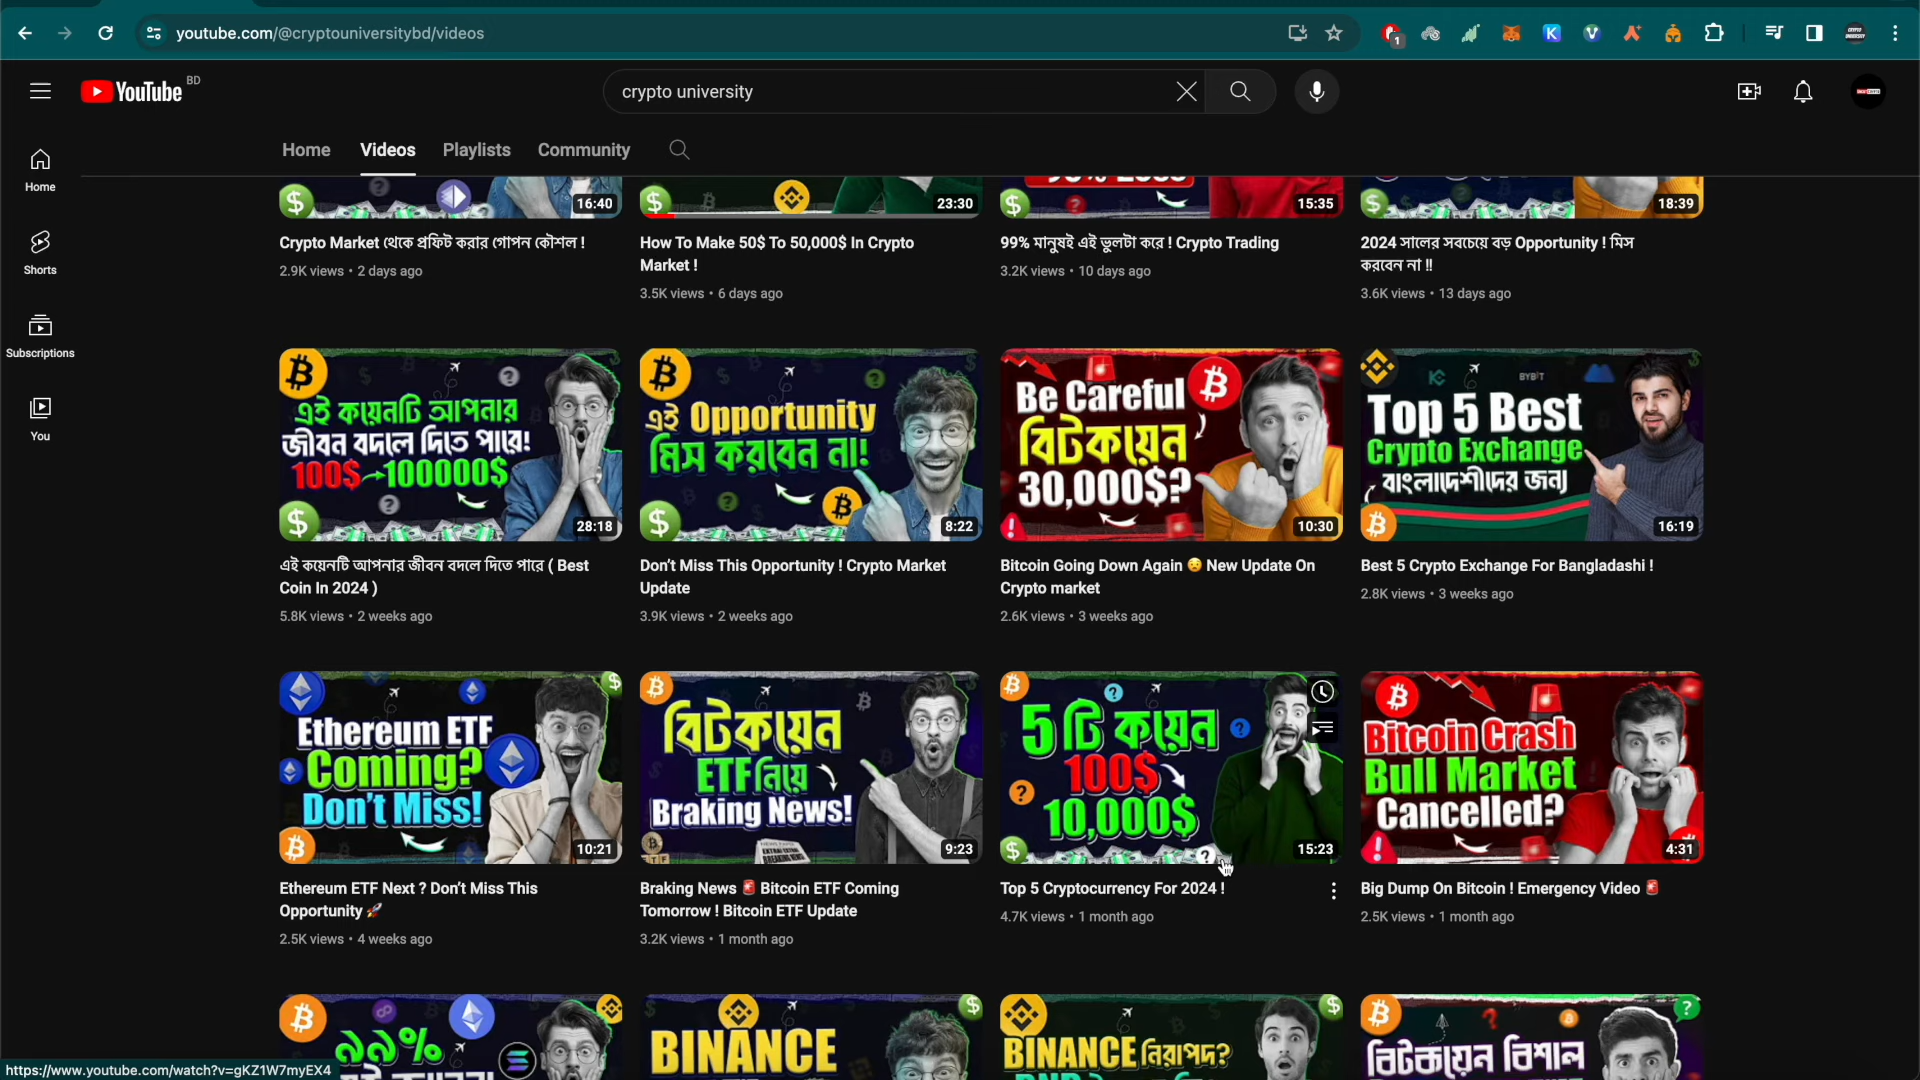 youtube.com/@cryptouniversitybd/videos
1
YouTube BD
crypto university
Home
Videos
Playlists
Community
Home
Shorts
Subscriptions
You
16:40
23:30
15:35
18:39
Crypto Market থেকে প্রফিট করার গোপন কৌশল !
2.9K views • 2 days ago
How To Make 50$ To 50,000$ In Crypto
Market !
3.5K views • 6 days ago
99% মানুষই এই ভুলটা করে ! Crypto Trading
3.2K views • 10 days ago
2024 সালের সবচেয়ে বড় Opportunity ! মিস
করবেন না !!
3.6K views • 13 days ago
এই কয়েনটি আপনার
জীবন বদলে দিতে পারে!
100$→100000$
28:18
এই Opportunity
মিস করবেন না!
8:22
Be Careful
বিটকয়েন
30,000$?
10:30
BYBIT
Top 5 Best
Crypto Exchange
বাংলাদেশীদের জন্য
16:19
এই কয়েনটি আপনার জীবন বদলে দিতে পারে ( Best
Coin In 2024 )
5.8K views • 2 weeks ago
Don't Miss This Opportunity ! Crypto Market
Update
3.9K views • 2 weeks ago
Bitcoin Going Down Again 😟 New Update On
Crypto market
2.6K views • 3 weeks ago
Best 5 Crypto Exchange For Bangladashi !
2.8K views • 3 weeks ago
Ethereum ETF
Coming?
Don't Miss!
10:21
বিটকয়েন
ETF নিয়ে
Braking News!
9:23
5 টি কয়েন
100$
10,000$
15:23
Bitcoin Crash
Bull Market
Cancelled?
4:31
Ethereum ETF Next ? Don't Miss This
Opportunity 🚀
2.5K views • 4 weeks ago
Braking News 🚨 Bitcoin ETF Coming
Tomorrow ! Bitcoin ETF Update
3.2K views • 1 month ago
Top 5 Cryptocurrency For 2024 !
4.7K views • 1 month ago
Big Dump On Bitcoin ! Emergency Video 🚨
2.5K views • 1 month ago
৯৯%
BINANCE
BINANCE নিরাপদ?
বিটকয়েন বিশাল
https://www.youtube.com/watch?v=gKZ1W7myEX4